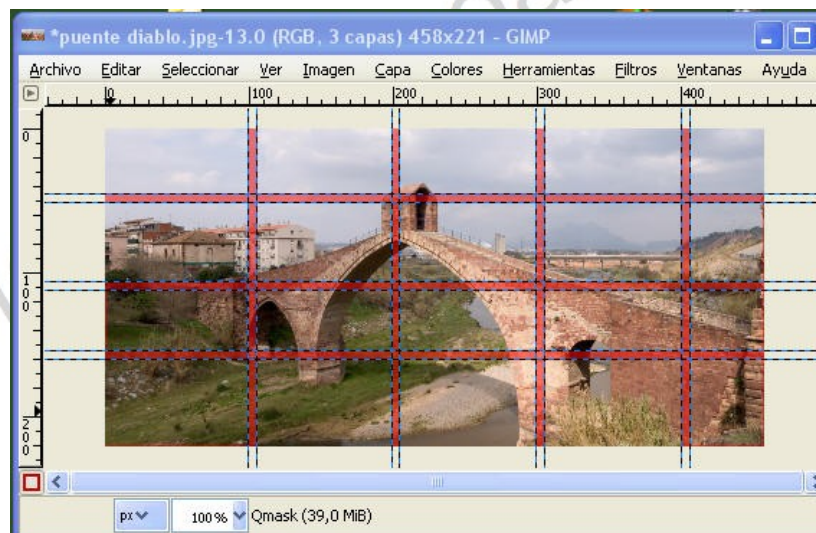 *puente diablo.jpg-13.0 (RGB, 3 capas) 458x221 - GIMP
Archivo Editar Seleccionar Ver Imagen Capa Colores Herramientas Filtros Ventanas Ayuda
0 100 200 300 400
0
100
200
px 100% Qmask (39,0 MiB)